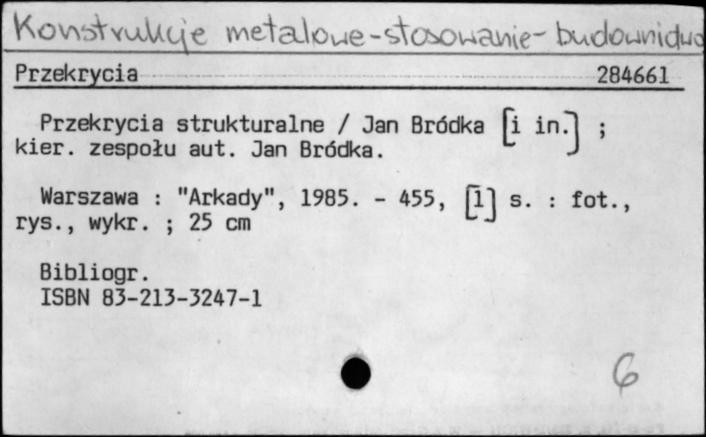 Konstrukcje metalowe-stosowanie-budownictwo
Przekrycia 284661
Przekrycia strukturalne / Jan Bródka [i in.] ;
kier. zespołu aut. Jan Bródka.
Warszawa : "Arkady", 1985. - 455, [1] s. : fot.,
rys., wykr. ; 25 cm
Bibliogr.
ISBN 83-213-3247-1
6